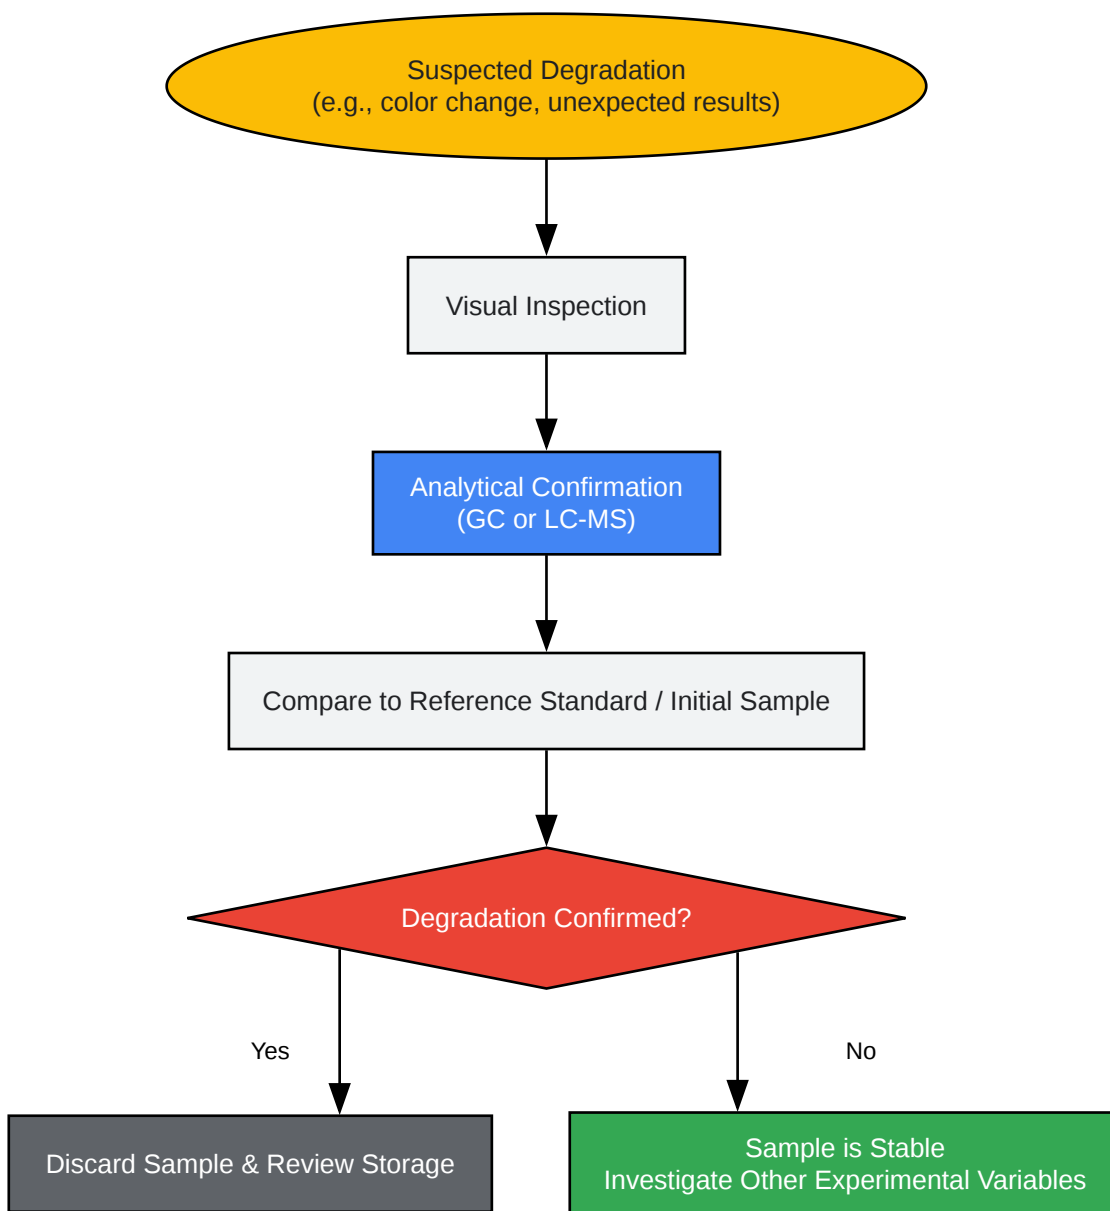 Suspected Degradation
(e.g., color change, unexpected results)
Visual Inspection
Analytical Confirmation
(GC or LC-MS)
Compare to Reference Standard / Initial Sample
Degradation Confirmed?
Yes
No
Discard Sample & Review Storage
Sample is Stable
Investigate Other Experimental Variables